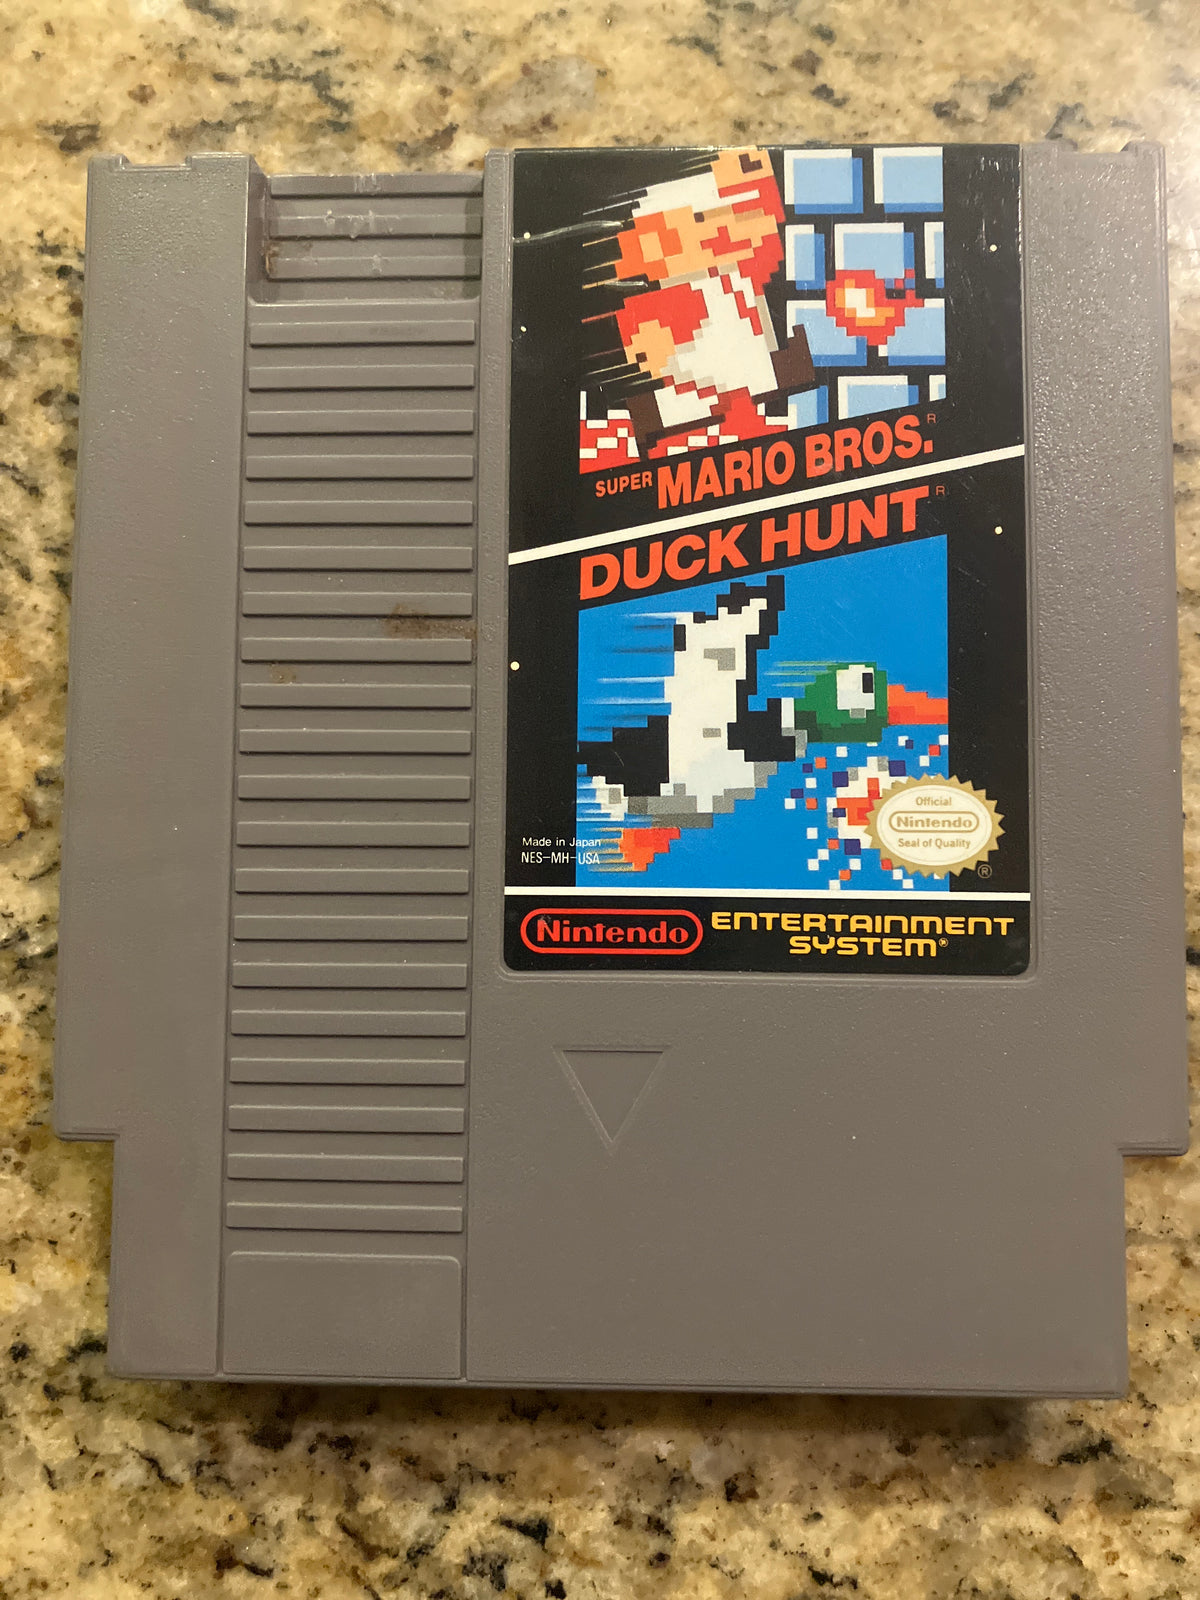 SUPER MARIO BROS.®
DUCK HUNT®
Official
Nintendo
Seal of Quality
®
Made in Japan
NES-MH-USA
Nintendo ENTERTAINMENT
SYSTEM®